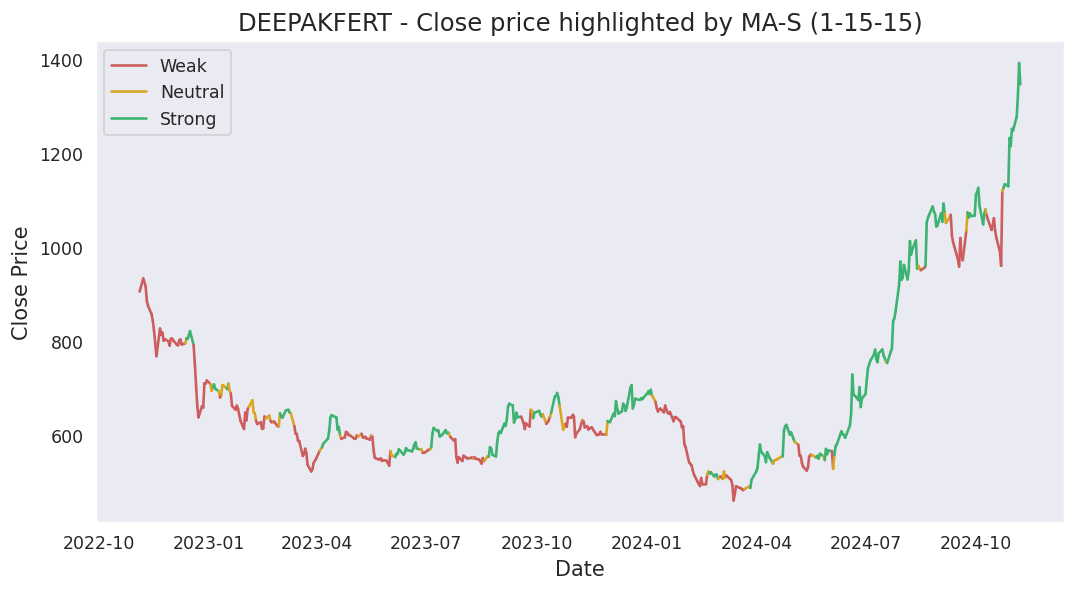 DEEPAKFERT - Close price highlighted by MA-S (1-15-15)
Weak
Neutral
Strong
Close Price
1400
1200
1000
800
600
2022-10 2023-01 2023-04 2023-07 2023-10 2024-01 2024-04 2024-07 2024-10
Date